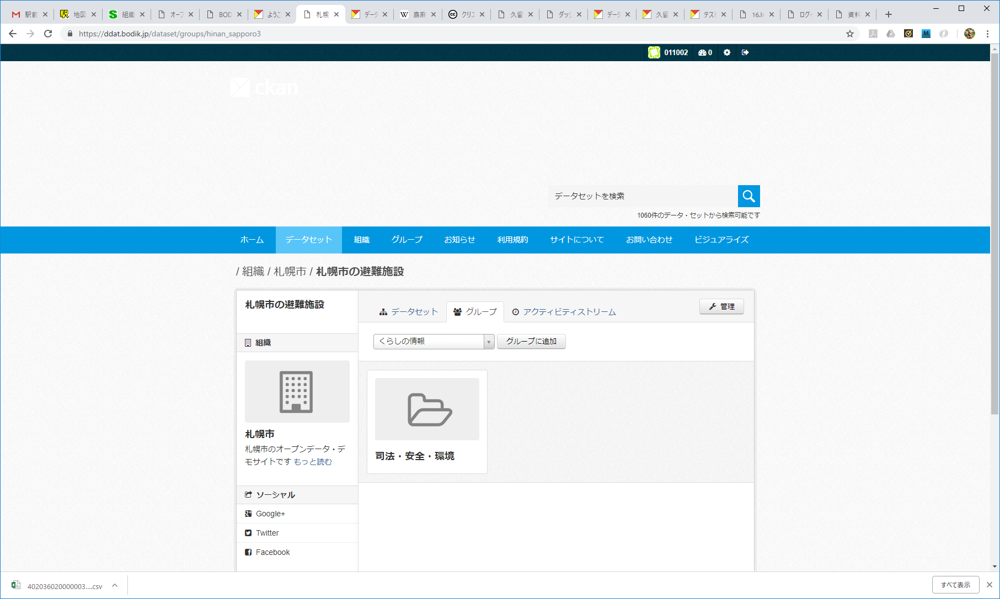 駅前
地図
組織
オープ
BOD
ようこ
札幌
データ
嘉麻
クリエ
久留
ダッシ
データ
久留
テスト
16.h
ログイ
資料
https://ddat.bodik.jp/dataset/groups/hinan_sapporo3
011002 0
ckan
データセットを検索
1060件のデータ・セットから検索可能です
ホーム データセット 組織 グループ お知らせ 利用規約 サイトについて お問い合わせ ビジュアライズ
/ 組織 / 札幌市 / 札幌市の避難施設
札幌市の避難施設
データセット グループ アクティビティストリーム 管理
くらしの情報 グループに追加
組織
札幌市
札幌市のオープンデータ・デ
モサイトです もっと読む
司法・安全・環境
ソーシャル
Google+
Twitter
Facebook
402036020000003....csv すべて表示